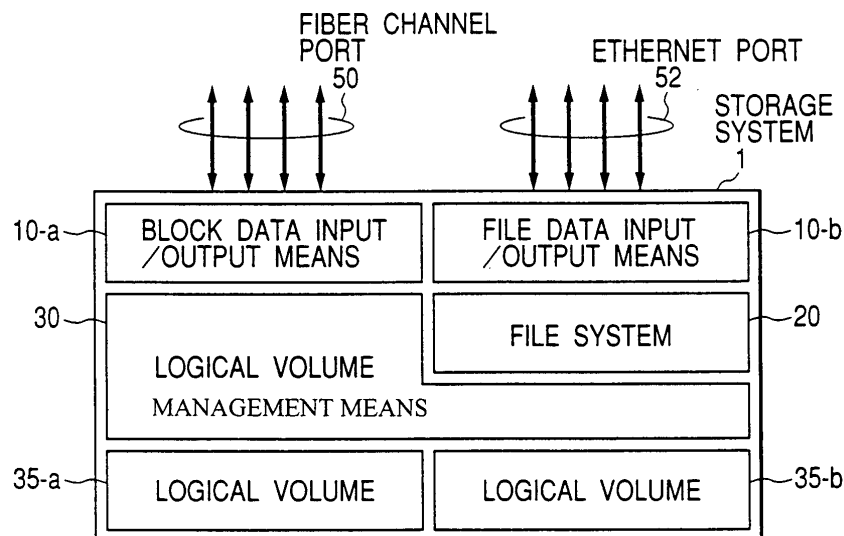 FIBER CHANNEL
PORT
50
ETHERNET PORT
52
STORAGE
SYSTEM
1
10-a
BLOCK DATA INPUT
/OUTPUT MEANS
FILE DATA INPUT
/OUTPUT MEANS
10-b
30
LOGICAL VOLUME
MANAGEMENT MEANS
FILE SYSTEM
20
35-a
LOGICAL VOLUME
LOGICAL VOLUME
35-b